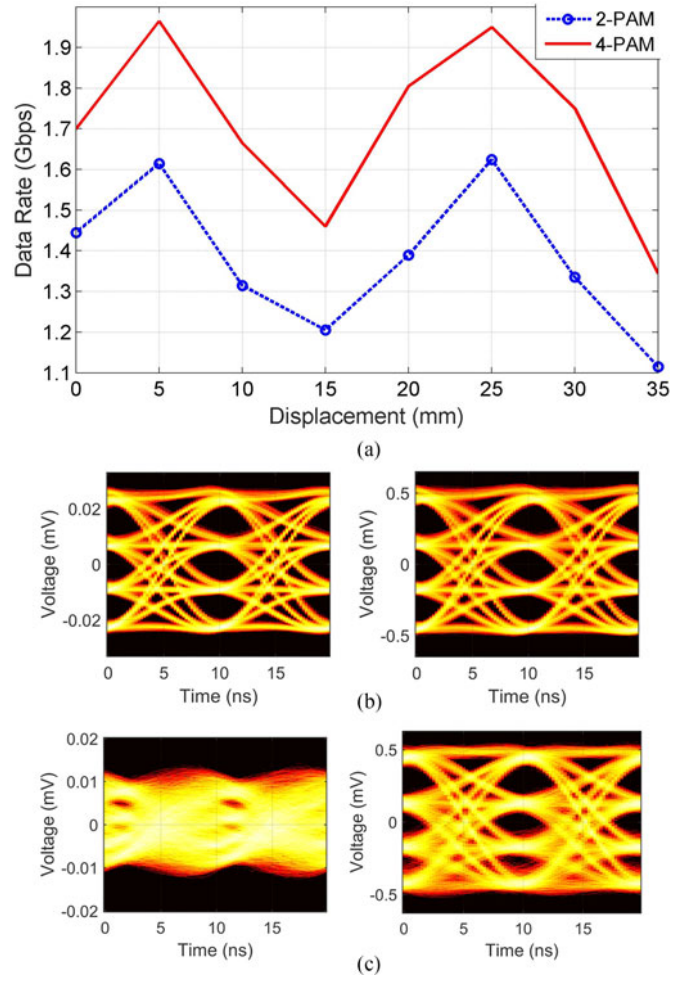 2-PAM
4-PAM
1.9
1.8
1.7
1.6
1.5
1.4
1.3
1.2
1.1
Data Rate (Gbps)
0 5 10 15 20 25 30 35
Displacement (mm)
(a)
0.02
0
-0.02
Voltage (mV)
0 5 10 15
Time (ns)
0.5
0
-0.5
Voltage (mV)
0 5 10 15
Time (ns)
(b)
0.02
0.01
0
-0.01
-0.02
Voltage (mV)
0 5 10 15
Time (ns)
0.5
0
-0.5
Voltage (mV)
0 5 10 15
Time (ns)
(c)